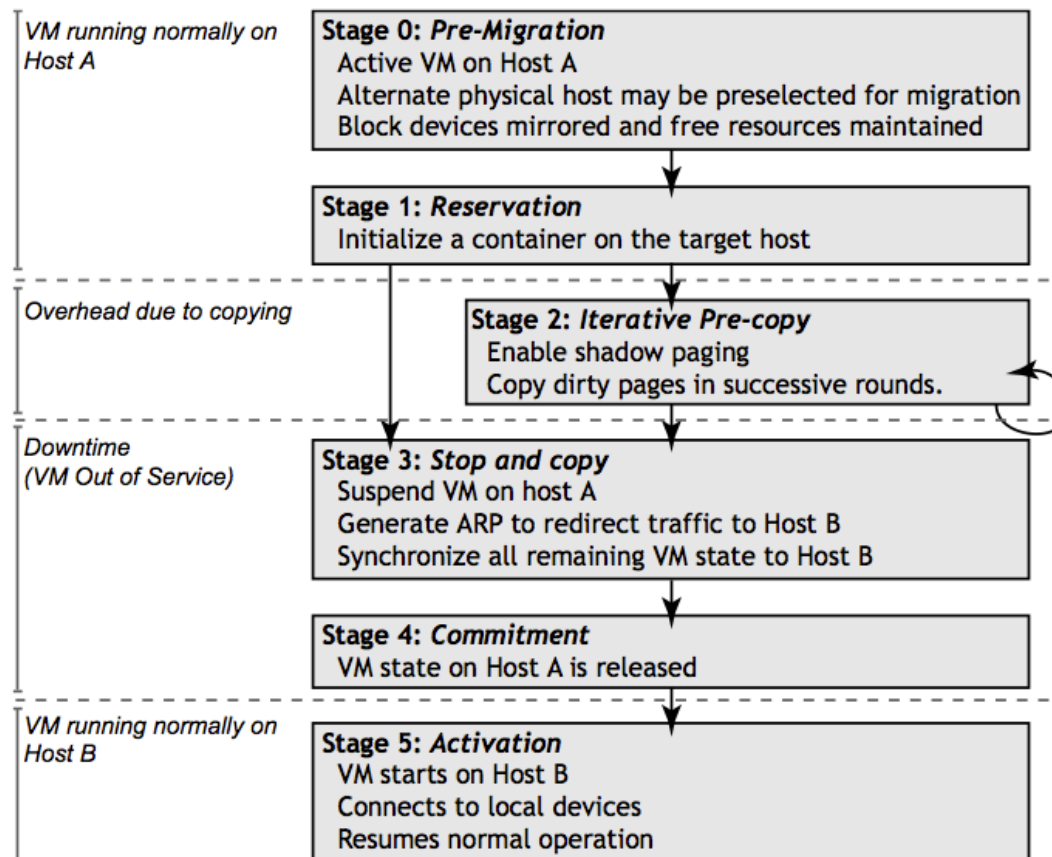 VM running normally on
Host A
Stage 0: Pre-Migration
Active VM on Host A
Alternate physical host may be preselected for migration
Block devices mirrored and free resources maintained
Stage 1: Reservation
Initialize a container on the target host
Overhead due to copying
Stage 2: Iterative Pre-copy
Enable shadow paging
Copy dirty pages in successive rounds.
Downtime
(VM Out of Service)
Stage 3: Stop and copy
Suspend VM on host A
Generate ARP to redirect traffic to Host B
Synchronize all remaining VM state to Host B
Stage 4: Commitment
VM state on Host A is released
VM running normally on
Host B
Stage 5: Activation
VM starts on Host B
Connects to local devices
Resumes normal operation